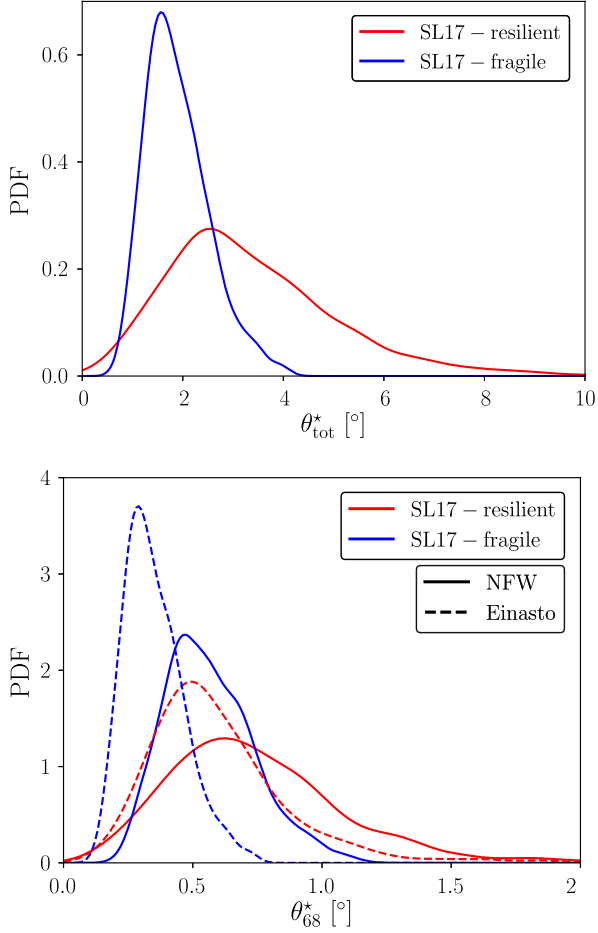 PDF
0.6
0.4
0.2
0.0
0
2
4
6
8
10
θ⋆tot [°]
SL17 − resilient
SL17 − fragile
PDF
4
3
2
1
0
0.0
0.5
1.0
1.5
2
θ⋆68 [°]
SL17 − resilient
SL17 − fragile
NFW
Einasto